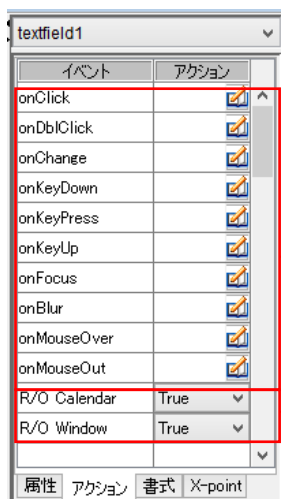 textfield1
イベント アクション
onClick
onDblClick
onChange
onKeyDown
onKeyPress
onKeyUp
onFocus
onBlur
onMouseOver
onMouseOut
R/O Calendar True
R/O Window True
属性 アクション 書式 X-point